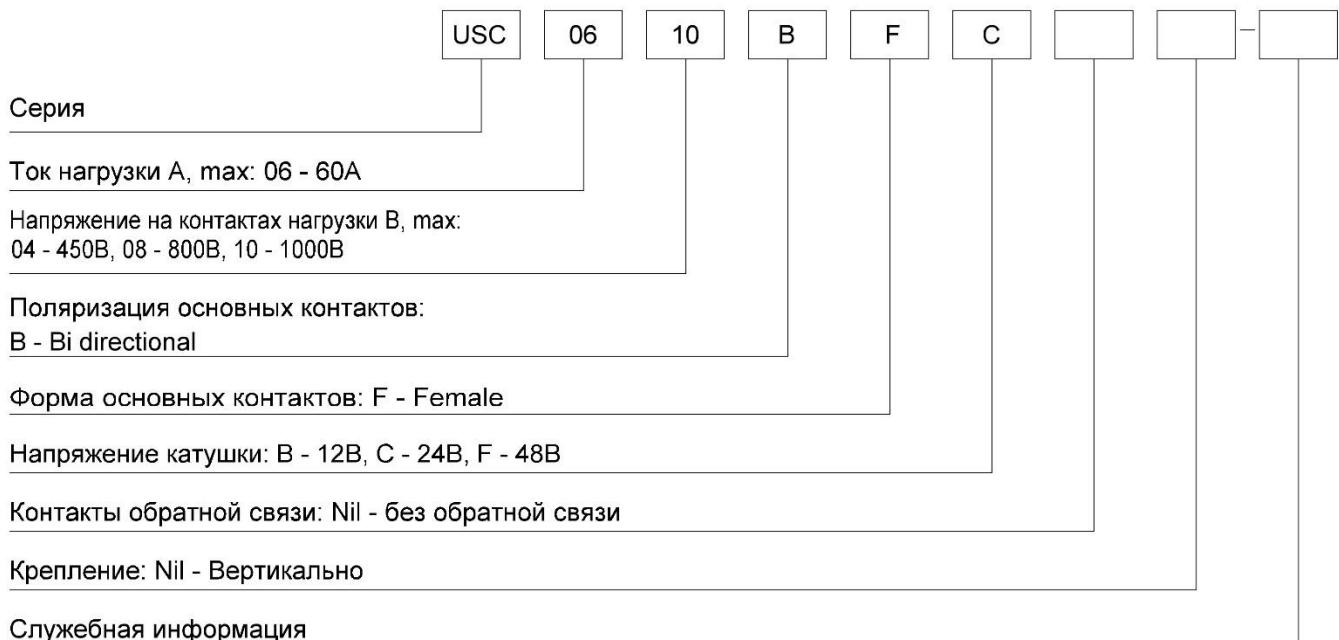 USC 06 10 B F C –
Серия
Ток нагрузки А, max: 06 - 60А
Напряжение на контактах нагрузки В, max:
04 - 450В, 08 - 800В, 10 - 1000В
Поляризация основных контактов:
B - Bi directional
Форма основных контактов: F - Female
Напряжение катушки: B - 12В, C - 24В, F - 48В
Контакты обратной связи: Nil - без обратной связи
Крепление: Nil - Вертикально
Служебная информация